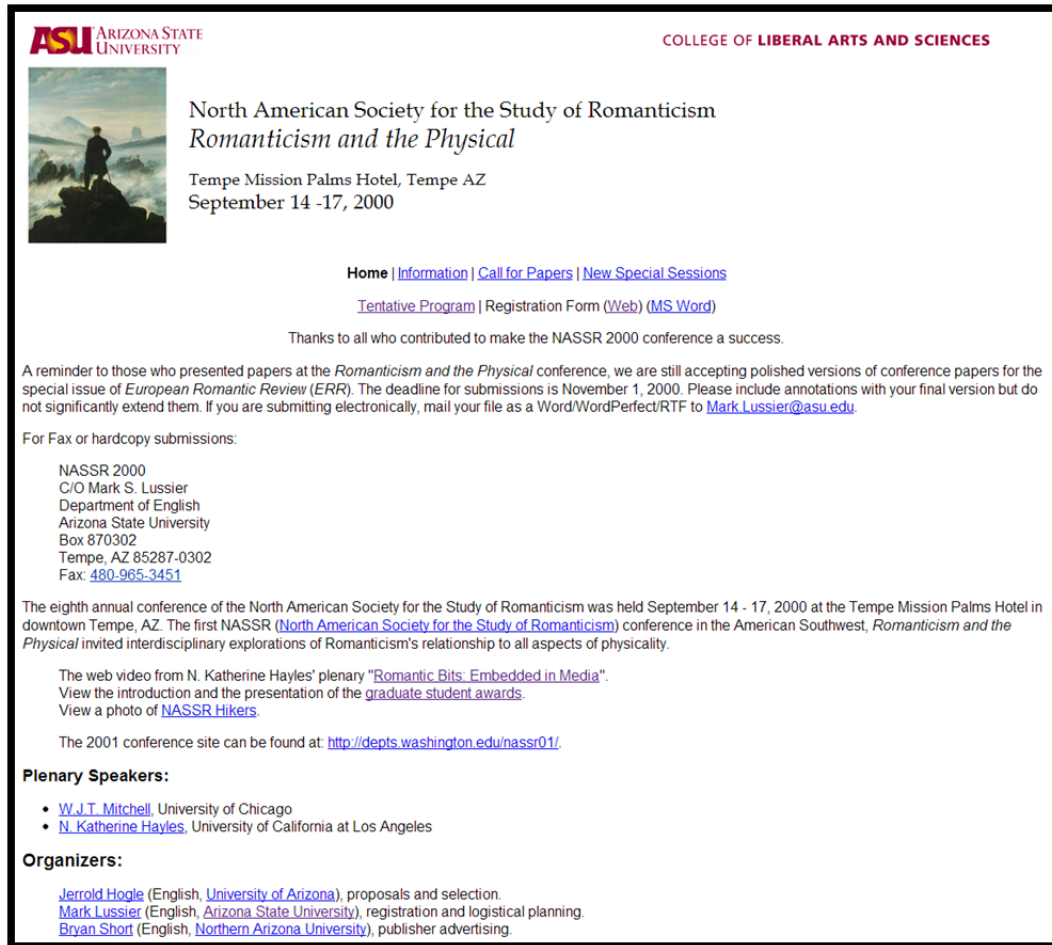 ASU ARIZONA STATE
UNIVERSITY
COLLEGE OF LIBERAL ARTS AND SCIENCES
North American Society for the Study of Romanticism
Romanticism and the Physical
Tempe Mission Palms Hotel, Tempe AZ
September 14 -17, 2000
Home | Information | Call for Papers | New Special Sessions
Tentative Program | Registration Form (Web) (MS Word)
Thanks to all who contributed to make the NASSR 2000 conference a success.
A reminder to those who presented papers at the Romanticism and the Physical conference, we are still accepting polished versions of conference papers for the
special issue of European Romantic Review (ERR). The deadline for submissions is November 1, 2000. Please include annotations with your final version but do
not significantly extend them. If you are submitting electronically, mail your file as a Word/WordPerfect/RTF to Mark.Lussier@asu.edu.
For Fax or hardcopy submissions:
NASSR 2000
C/O Mark S. Lussier
Department of English
Arizona State University
Box 870302
Tempe, AZ 85287-0302
Fax: 480-965-3451
The eighth annual conference of the North American Society for the Study of Romanticism was held September 14 - 17, 2000 at the Tempe Mission Palms Hotel in
downtown Tempe, AZ. The first NASSR (North American Society for the Study of Romanticism) conference in the American Southwest, Romanticism and the
Physical invited interdisciplinary explorations of Romanticism's relationship to all aspects of physicality.
The web video from N. Katherine Hayles' plenary "Romantic Bits: Embedded in Media".
View the introduction and the presentation of the graduate student awards.
View a photo of NASSR Hikers.
The 2001 conference site can be found at: http://depts.washington.edu/nassr01/.
Plenary Speakers:
• W.J.T. Mitchell, University of Chicago
• N. Katherine Hayles, University of California at Los Angeles
Organizers:
Jerrold Hogle (English, University of Arizona), proposals and selection.
Mark Lussier (English, Arizona State University), registration and logistical planning.
Bryan Short (English, Northern Arizona University), publisher advertising.